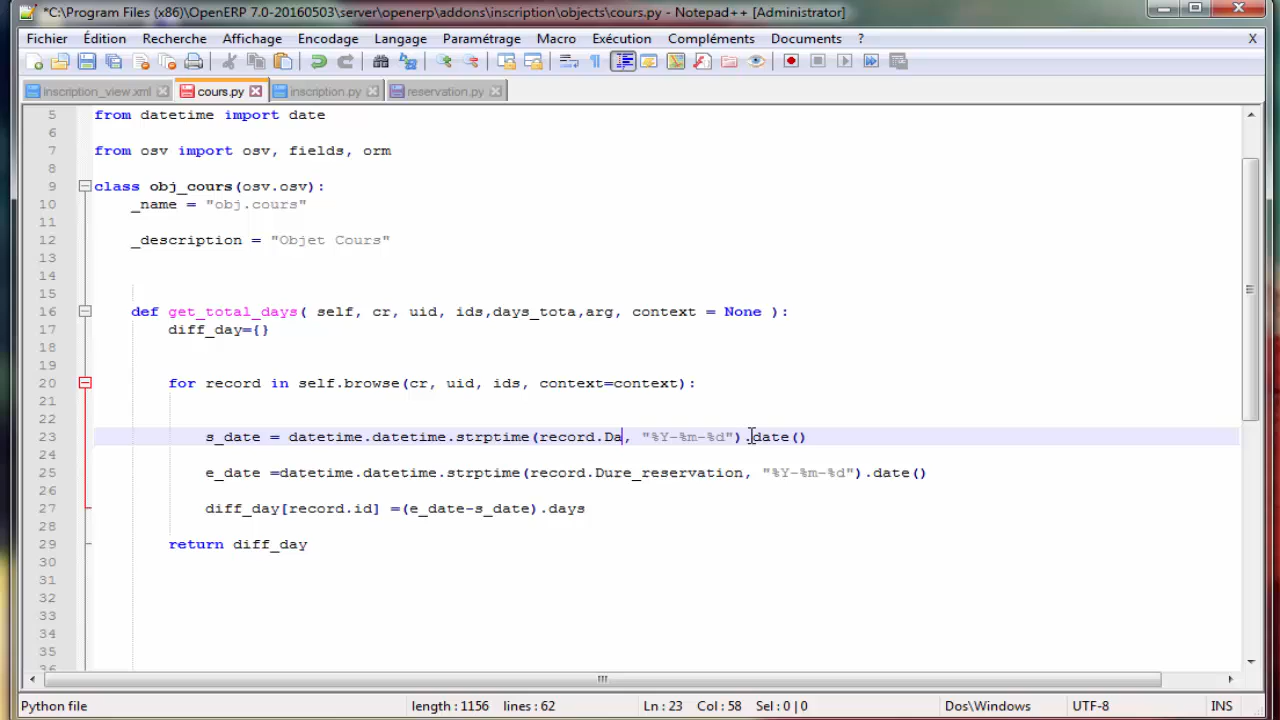 *C:\Program Files (x86)\OpenERP 7.0-20160503\server\openerp\addons\inscription\objects\cours.py - Notepad++ [Administrator]
Fichier Édition Recherche Affichage Encodage Langage Paramétrage Macro Exécution Compléments Documents ? X
inscription_view.xml cours.py inscription.py reservation.py
5 from datetime import date
6
7 from osv import osv, fields, orm
8
9 class obj_cours(osv.osv):
10 _name = "obj.cours"
11
12 _description = "Objet Cours"
13
14
15
16 def get_total_days( self, cr, uid, ids,days_tota,arg, context = None ):
17 diff_day={}
18
19
20 for record in self.browse(cr, uid, ids, context=context):
21
22
23 s_date = datetime.datetime.strptime(record.Da, "%Y-%m-%d").date()
24
25 e_date =datetime.datetime.strptime(record.Dure_reservation, "%Y-%m-%d").date()
26
27 diff_day[record.id] =(e_date-s_date).days
28
29 return diff_day
30
31
32
33
34
35
36
Python file length : 1156 lines : 62 Ln : 23 Col : 58 Sel : 0 | 0 Dos\Windows UTF-8 INS